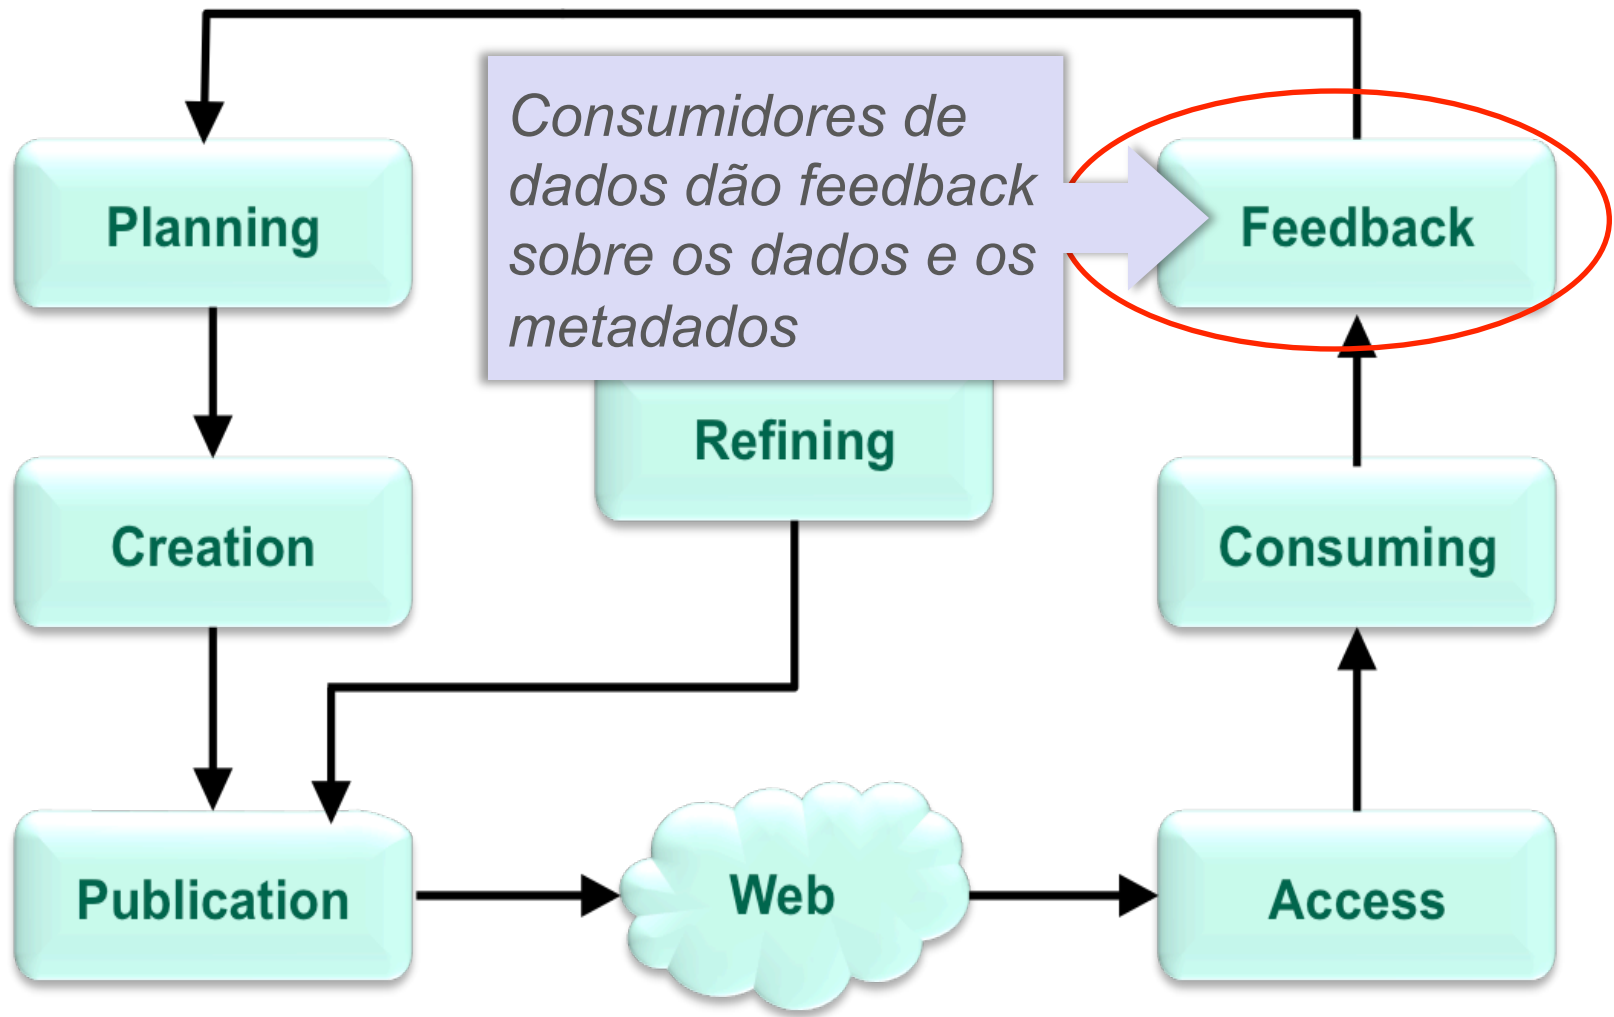 Consumidores de
dados dão feedback
sobre os dados e os
metadados
Planning
Feedback
Refining
Creation
Consuming
Publication
Web
Access